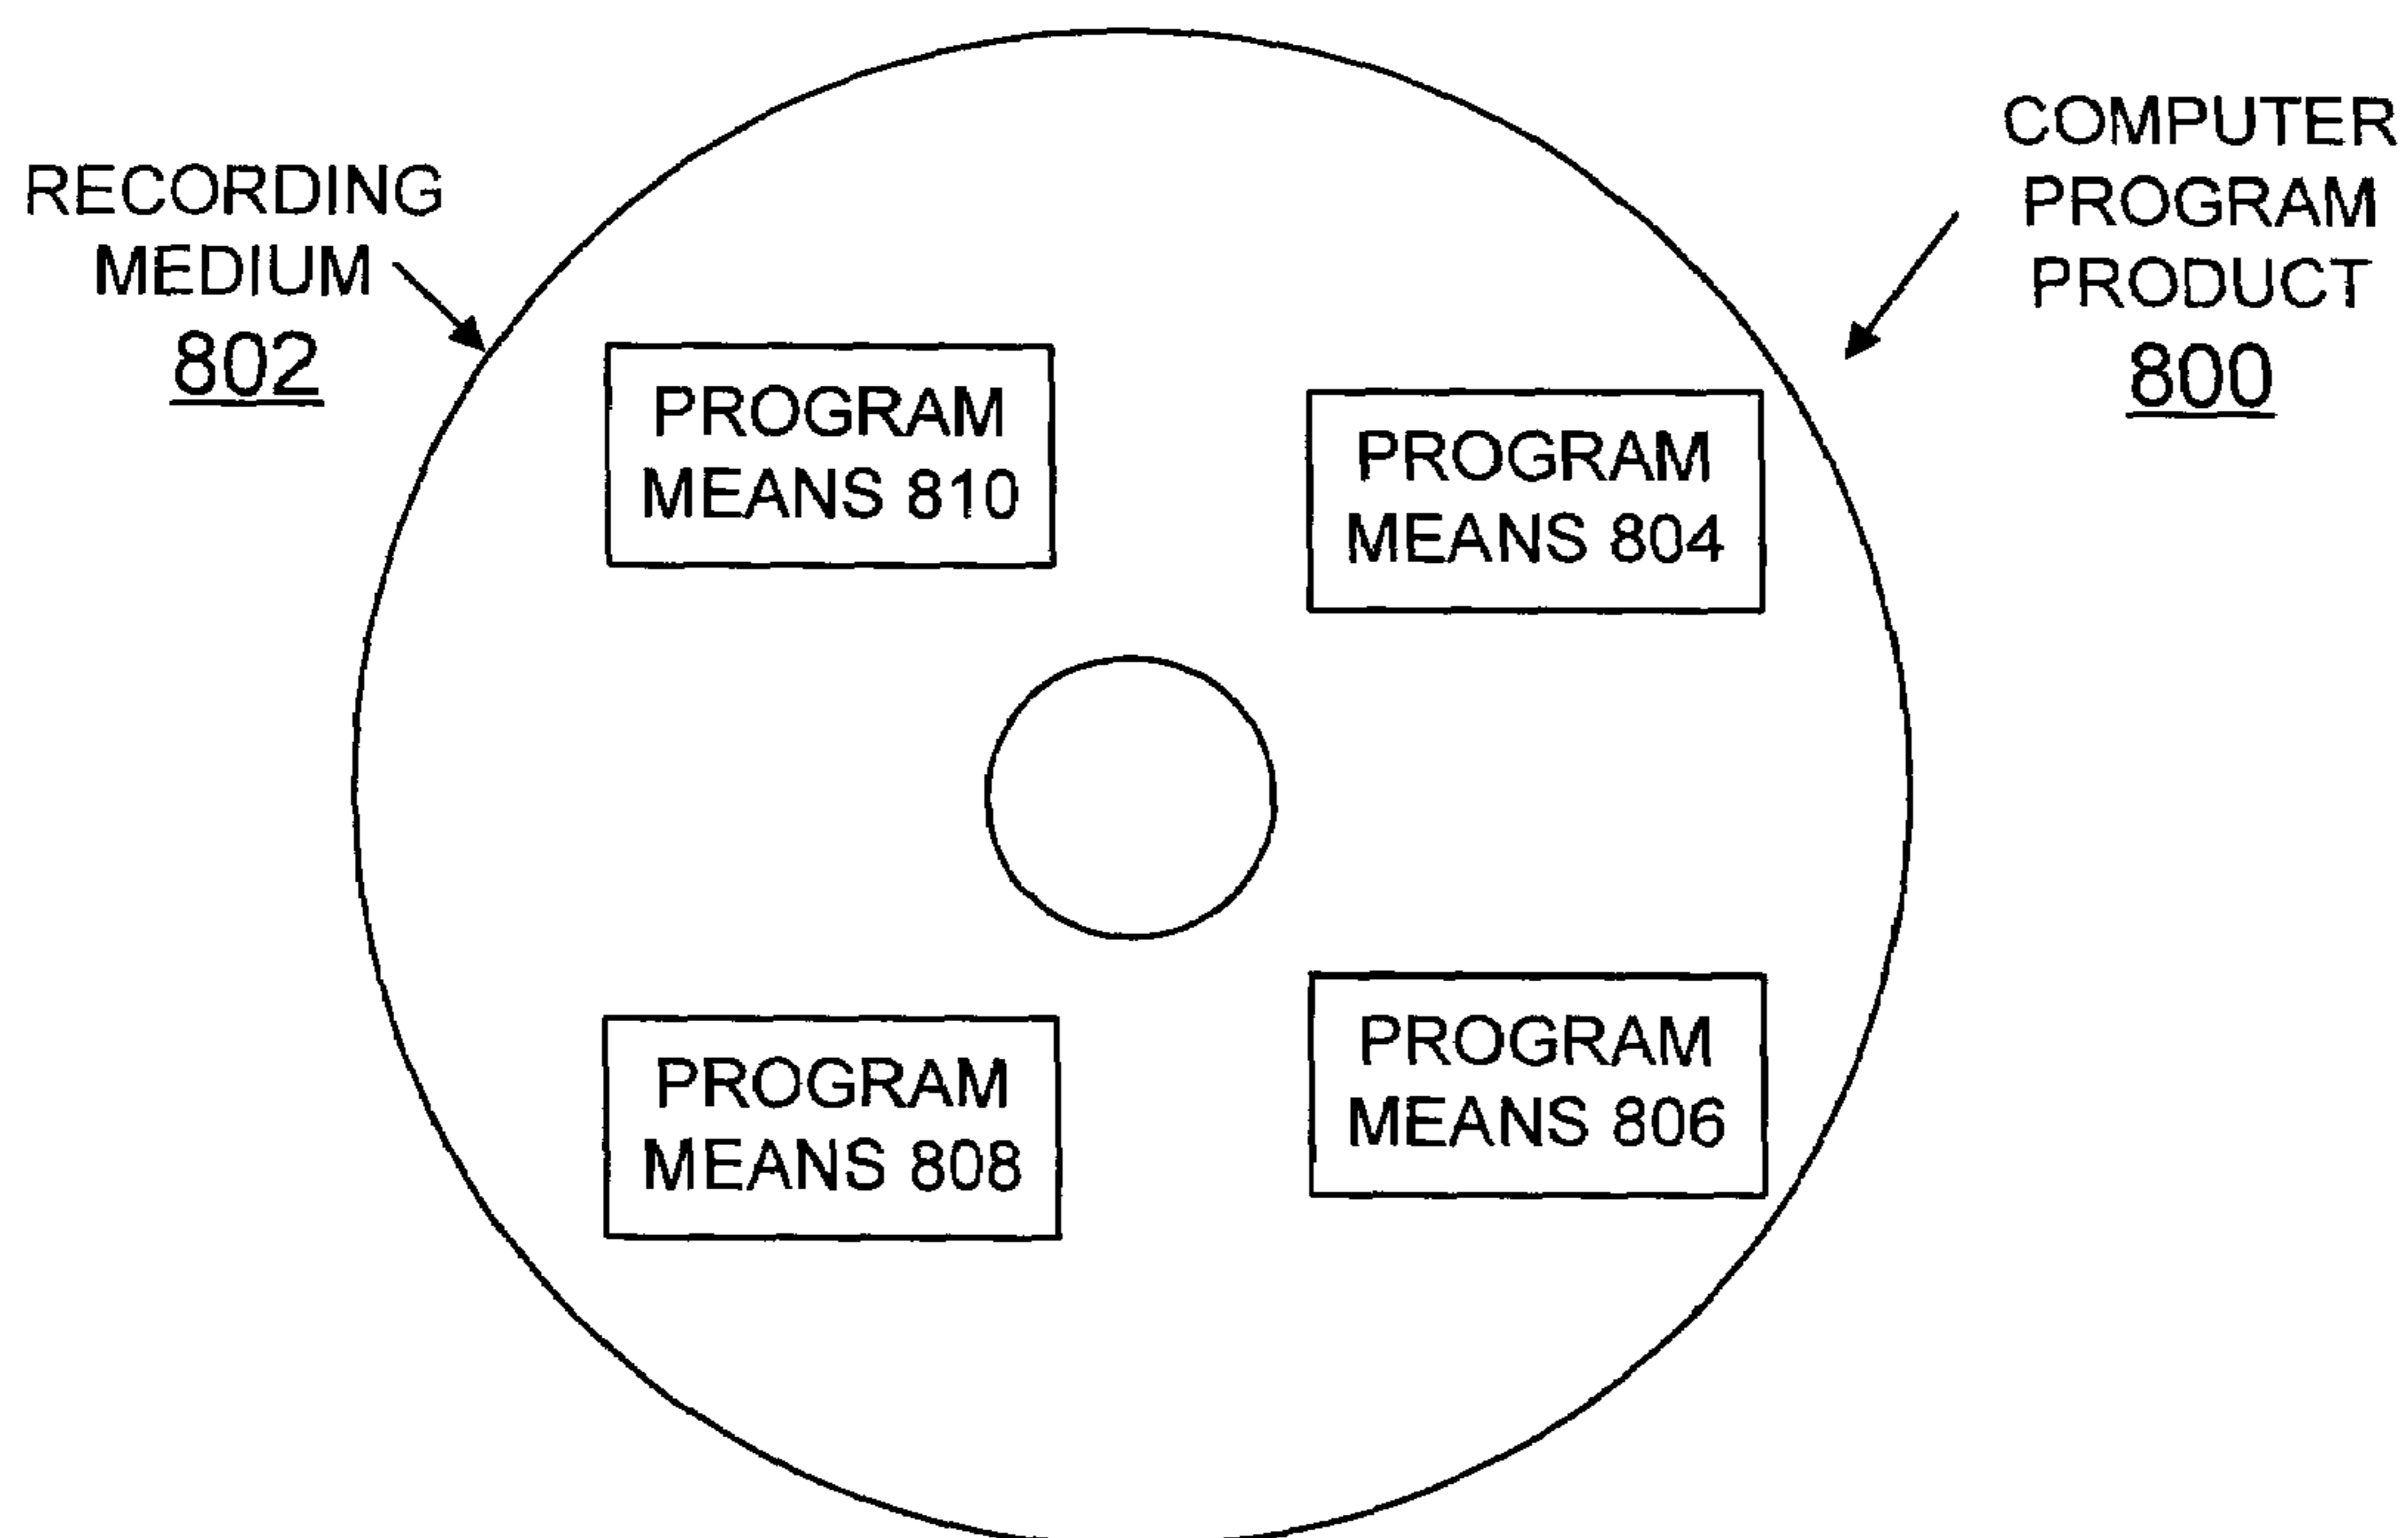 RECORDING
MEDIUM
802
COMPUTER
PROGRAM
PRODUCT
800
PROGRAM
MEANS 810
PROGRAM
MEANS 804
PROGRAM
MEANS 808
PROGRAM
MEANS 806